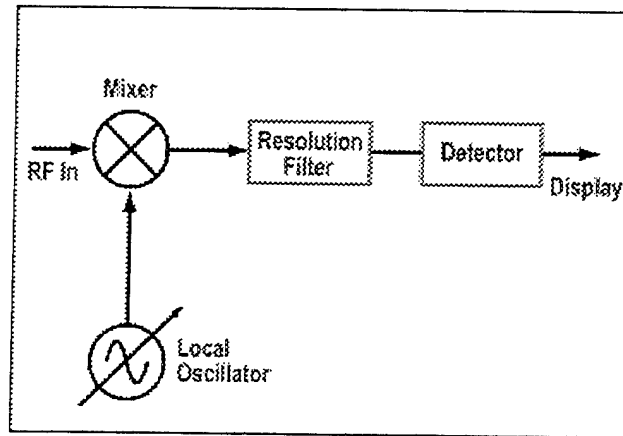 Mixer
RF In
Resolution
Filter
Detector
Display
Local
Oscillator